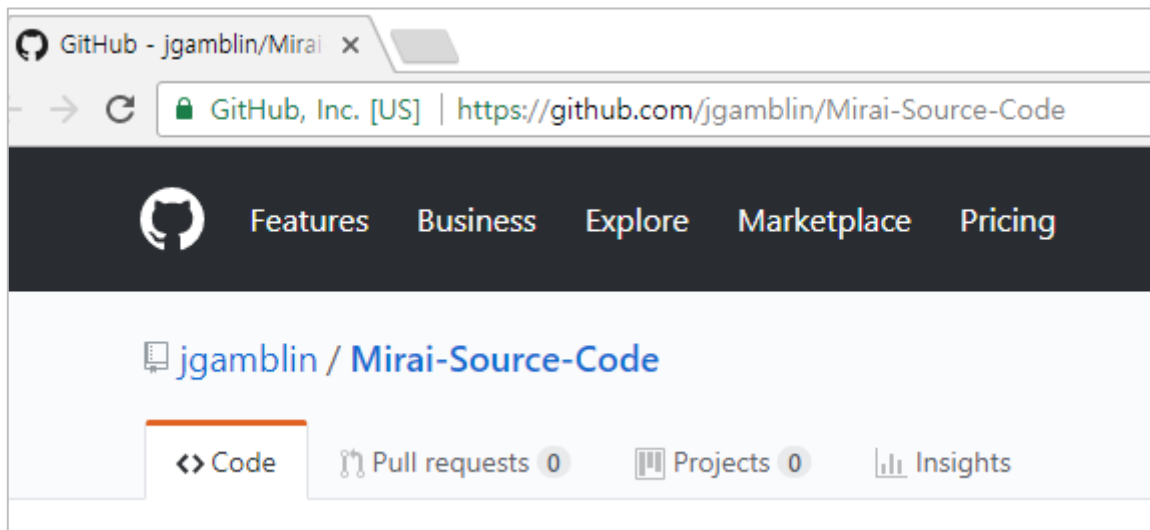 GitHub - jgamblin/Mirai
GitHub, Inc. [US] | https://github.com/jgamblin/Mirai-Source-Code
Features Business Explore Marketplace Pricing
jgamblin / Mirai-Source-Code
Code Pull requests 0 Projects 0 Insights